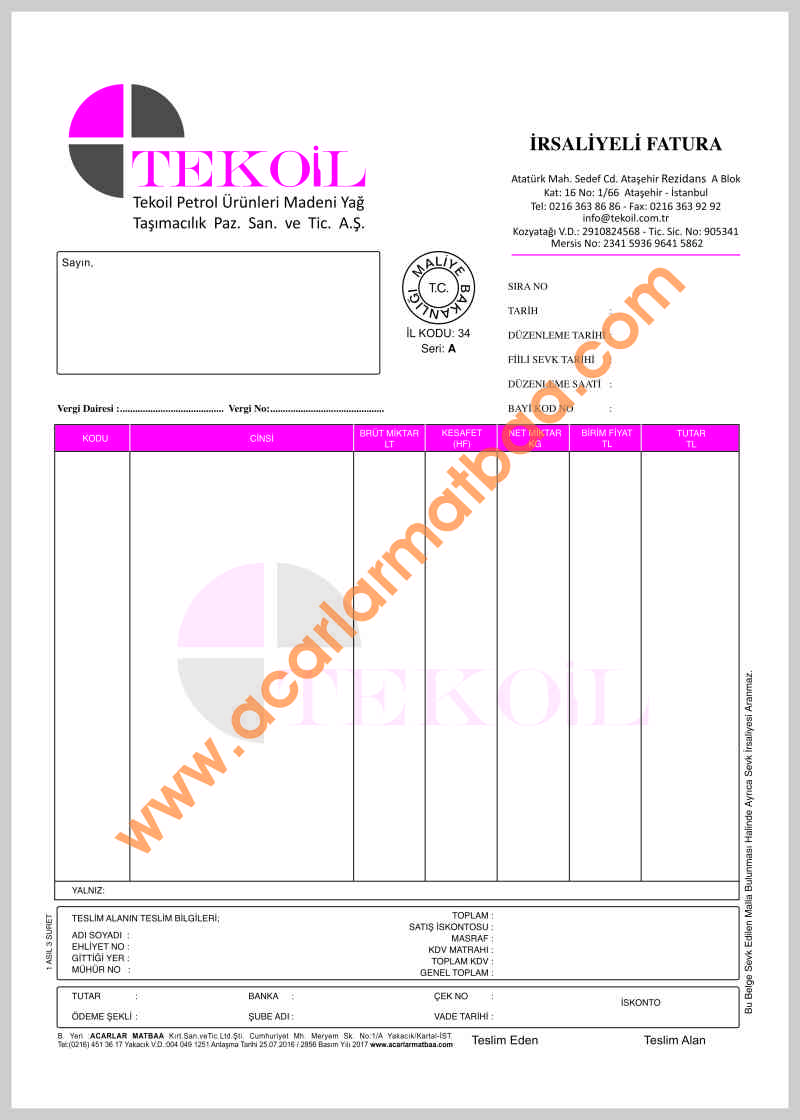 TEKOİL
Tekoil Petrol Ürünleri Madeni Yağ
Taşımacılık Paz. San. ve Tic. A.Ş.
İRSALİYELİ FATURA
Atatürk Mah. Sedef Cd. Ataşehir Rezidans A Blok
Kat: 16 No: 1/66 Ataşehir - İstanbul
Tel: 0216 363 86 86 - Fax: 0216 363 92 92
info@tekoil.com.tr
Kozyatağı V.D.: 2910824568 - Tic. Sic. No: 905341
Mersis No: 2341 5936 9641 5862
Sayın,
MALİYE BAKANLIĞI
T.C.
İL KODU: 34
Seri: A
SIRA NO
TARİH :
DÜZENLEME TARİHİ :
FİİLİ SEVK TARİHİ :
DÜZENLEME SAATİ :
BAYİ KOD NO :
Vergi Dairesi :......................................... Vergi No:.............................................
KODU CİNSİ BRÜT MİKTAR LT KESAFET (HF) NET MİKTAR KG BİRİM FİYAT TL TUTAR TL
TEKOİL
www.acarlarmatbaa.com
YALNIZ:
TESLİM ALANIN TESLİM BİLGİLERİ;
ADI SOYADI :
EHLİYET NO :
GİTTİĞİ YER :
MÜHÜR NO :
TOPLAM :
SATIŞ İSKONTOSU :
MASRAF :
KDV MATRAHI :
TOPLAM KDV :
GENEL TOPLAM :
1 ASIL 3 SURET
Bu Belge Sevk Edilen Malla Bulunması Halinde Ayrıca Sevk İrsaliyesi Aranmaz.
TUTAR : BANKA : ÇEK NO :
İSKONTO
ÖDEME ŞEKLİ : ŞUBE ADI : VADE TARİHİ :
B. Yeri :ACARLAR MATBAA Kırt.San.veTic.Ltd.Şti. Cumhuriyet Mh. Meryem Sk. No:1/A Yakacık/Kartal-İST.
Tel:(0216) 451 36 17 Yakacık V.D.:004 049 1251 Anlaşma Tarihi 25.07.2016 / 2856 Basım Yılı 2017 www.acarlarmatbaa.com
Teslim Eden Teslim Alan